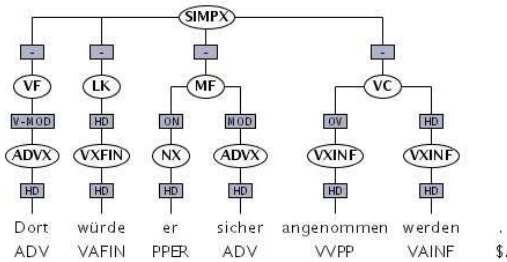 SIMPX
- - - -
VF LK MF VC
V-MOD HD ON MOD OV HD
ADVX VXFIN NX ADVX VXINF VXINF
HD HD HD HD HD HD
Dort würde er sicher angenommen werden .
ADV VAFIN PPER ADV VVPP VAINF $.